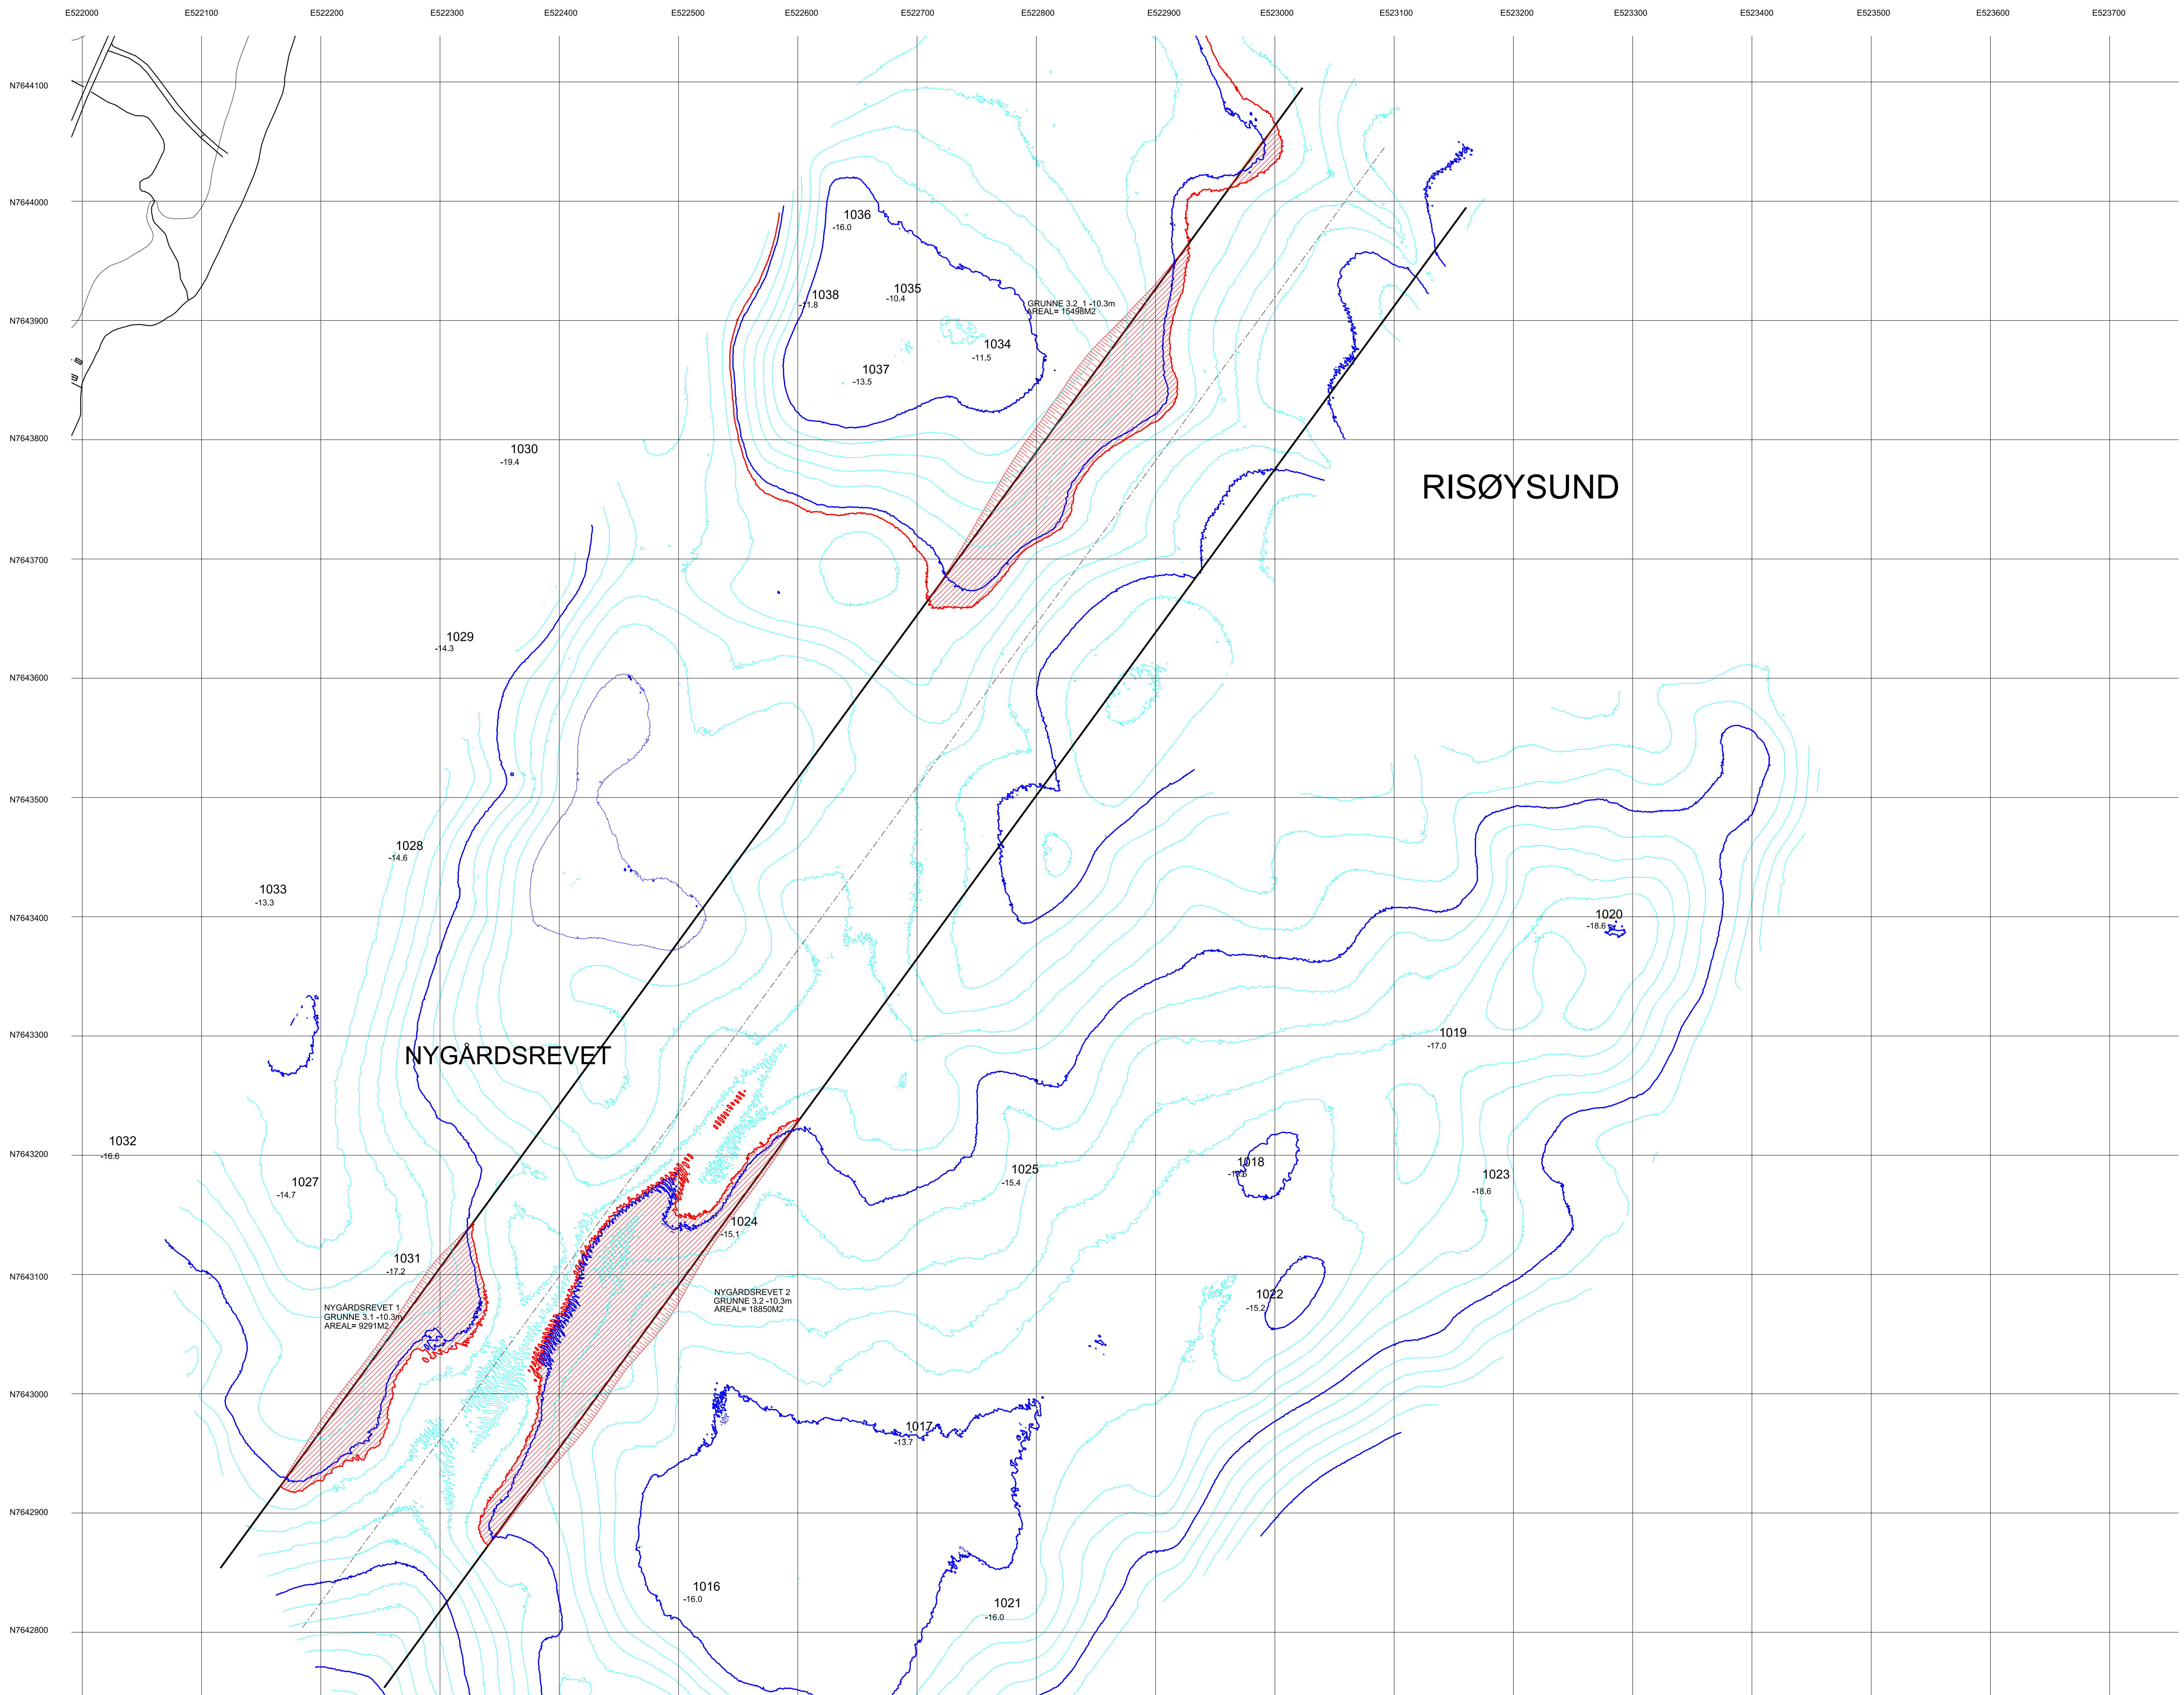 E522000 E522100 E522200 E522300 E522400 E522500 E522600 E522700 E522800 E522900 E523000 E523100 E523200 E523300 E523400 E523500 E523600 E523700
N7644100
N7644000
1036
-16.0
1038
-11.8
1035
-10.4
GRUNNE 3.2_1 -10.3m
AREAL= 15498M2
N7643900
1034
-11.5
1037
-13.5
N7643800
1030
-19.4
RISØYSUND
N7643700
1029
-14.3
N7643600
N7643500
1028
-14.6
1033
-13.3
N7643400
1020
-18.6
N7643300
1019
-17.0
NYGÅRDSREVET
N7643200
1032
-16.6
1027
-14.7
1025
-15.4
1018
1023
-18.6
1024
-15.1
1031
-17.2
N7643100
NYGÅRDSREVET 1
GRUNNE 3.1 -10.3m
AREAL= 9291M2
NYGÅRDSREVET 2
GRUNNE 3.2 -10.3m
AREAL= 18850M2
1022
-15.2
N7643000
1017
-13.7
N7642900
1016
-16.0
1021
-16.0
N7642800